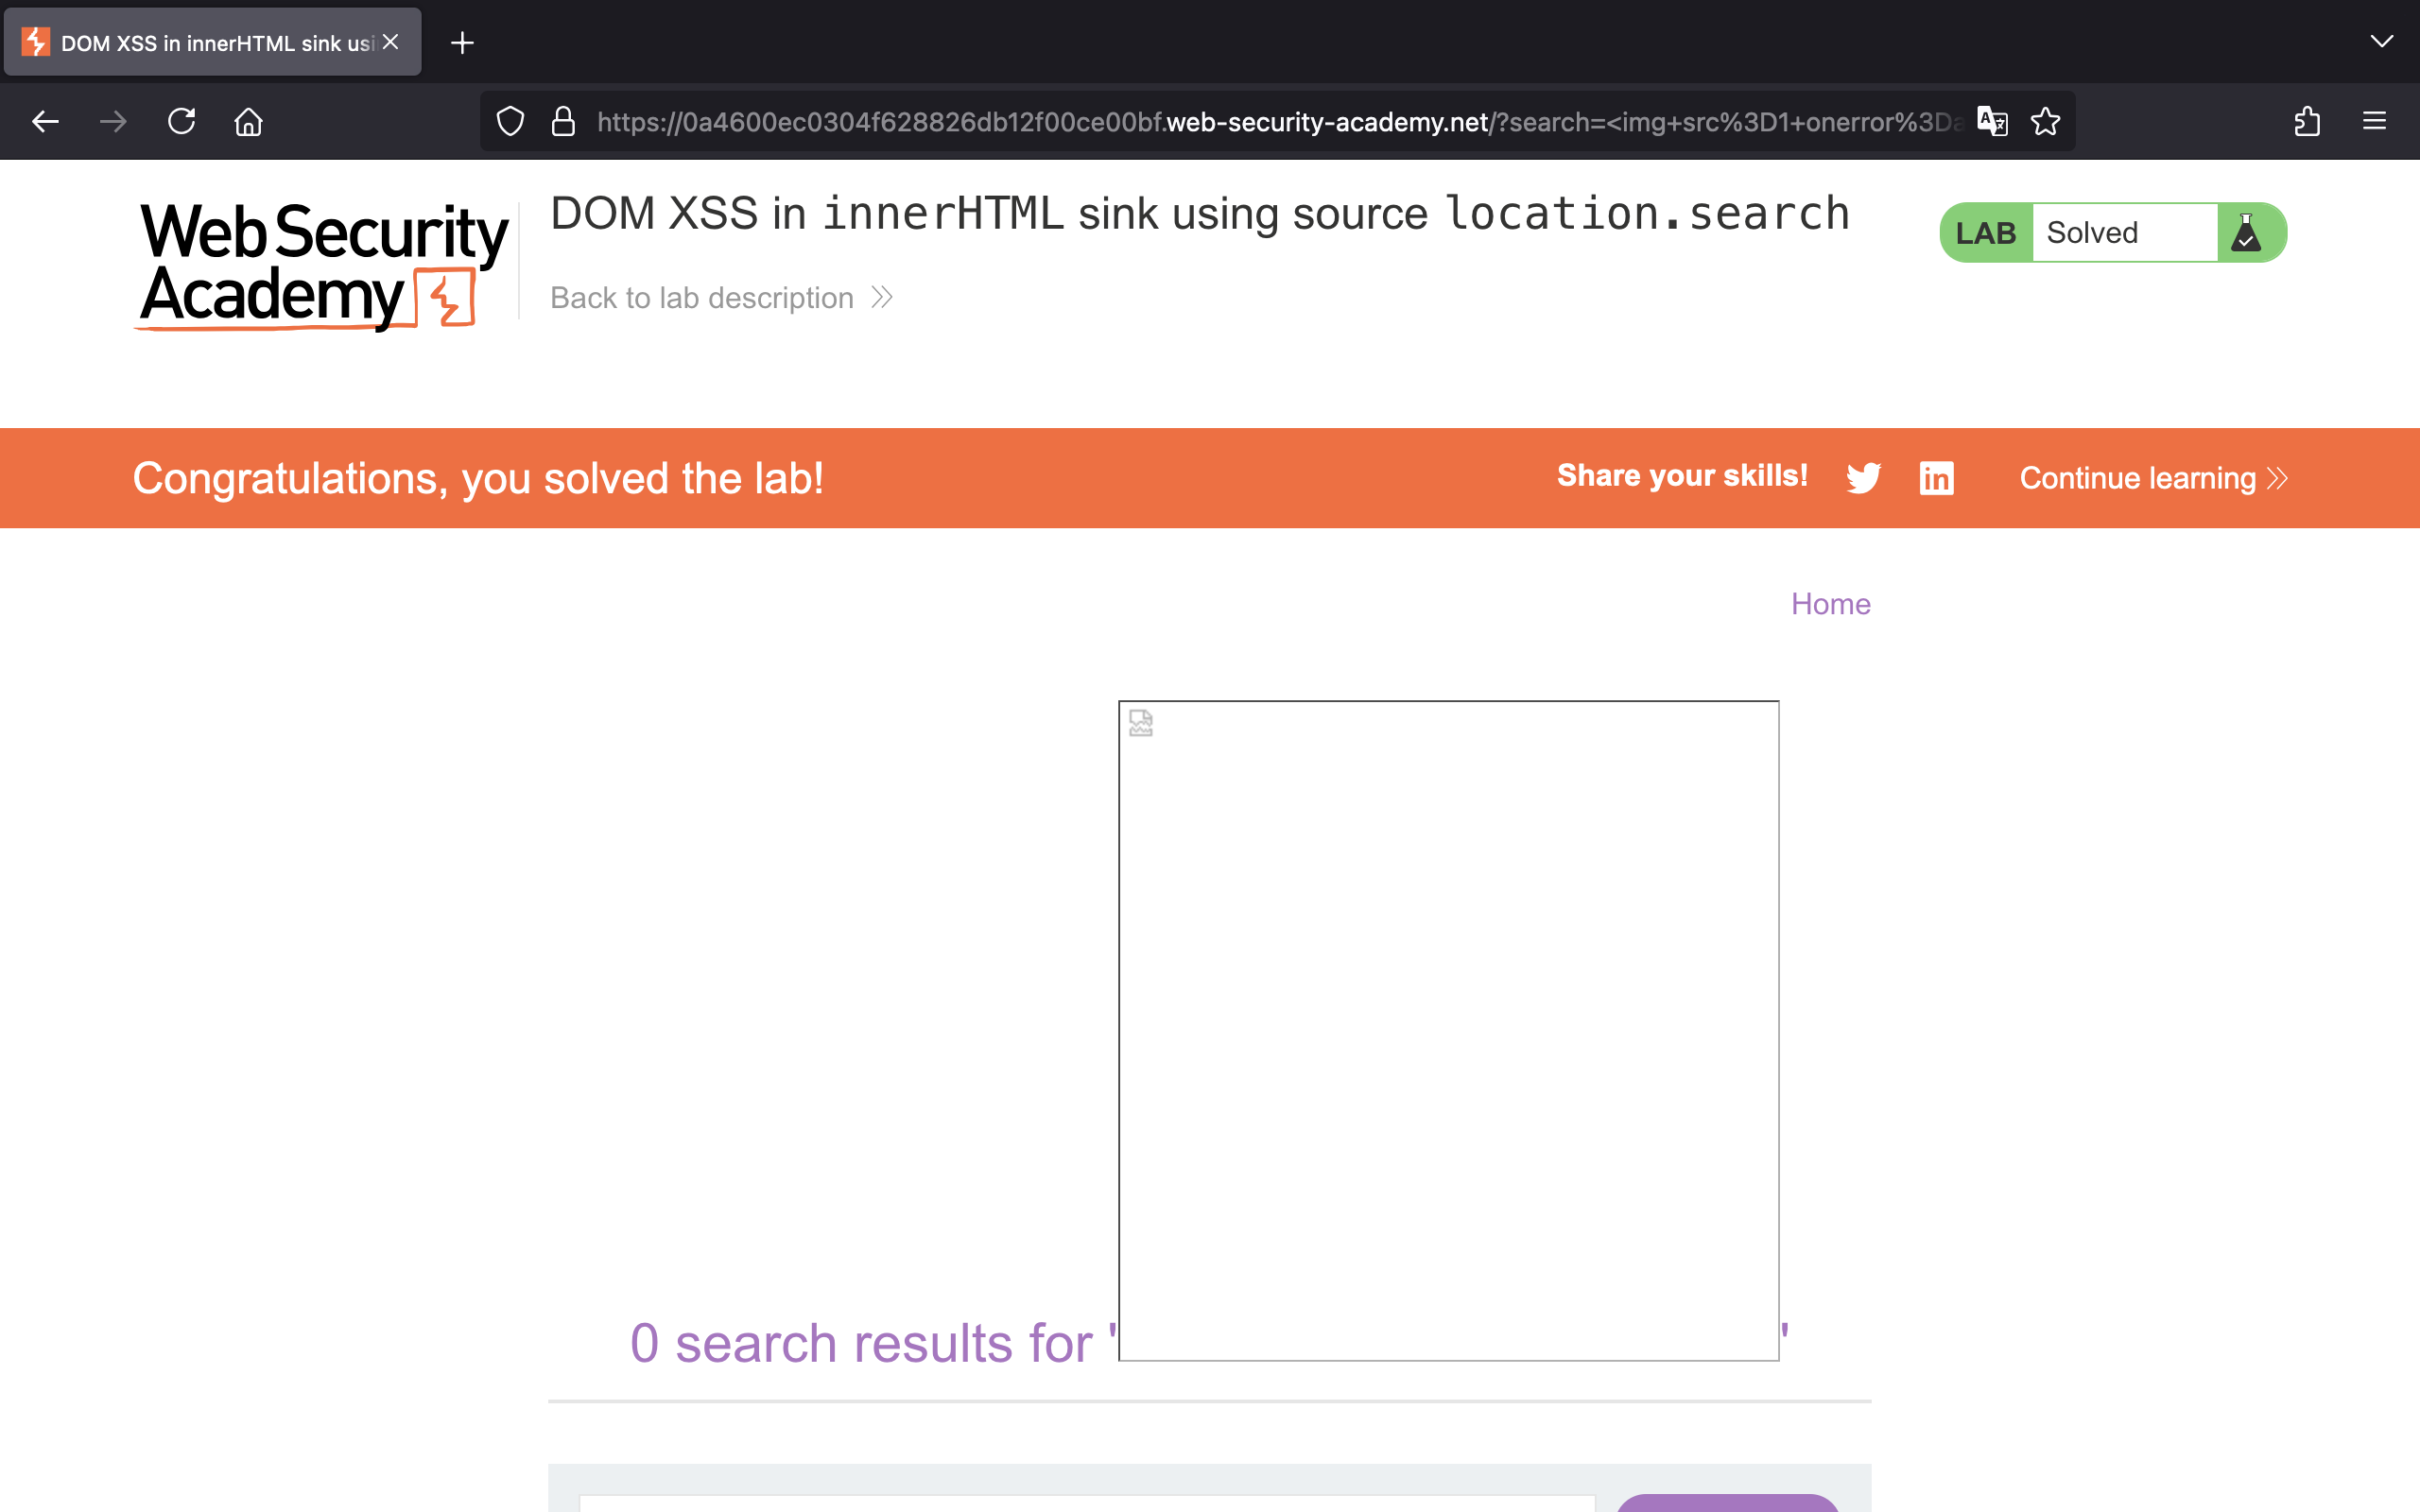 DOM XSS in innerHTML sink usi
https://0a4600ec0304f628826db12f00ce00bf.web-security-academy.net/?search=<img+src%3D1+onerror%3Da
Web Security
Academy
DOM XSS in innerHTML sink using source location.search
Back to lab description
LAB Solved
Congratulations, you solved the lab!
Share your skills!
Continue learning
Home
0 search results for ' '